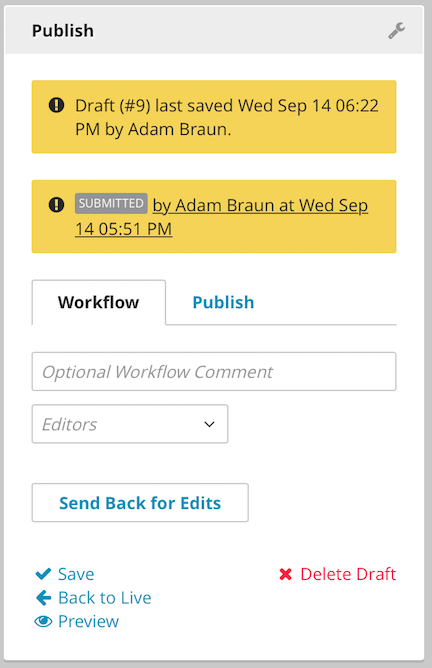 Publish
Draft (#9) last saved Wed Sep 14 06:22
PM by Adam Braun.
SUBMITTED by Adam Braun at Wed Sep
14 05:51 PM
Workflow Publish
Optional Workflow Comment
Editors
Send Back for Edits
Save Delete Draft
Back to Live
Preview